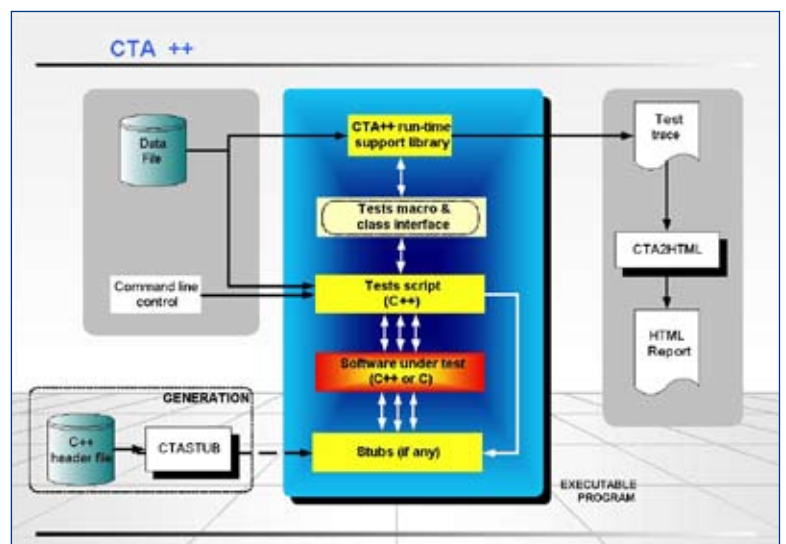 CTA ++
Data
File
Command line
control
GENERATION
C++
header file
CTASTUB
CTA++ run-time
support library
Tests macro &
class interface
Tests script
(C++)
Software under test
(C++ or C)
Stubs (if any)
EXECUTABLE
PROGRAM
Test
trace
CTA2HTML
HTML
Report